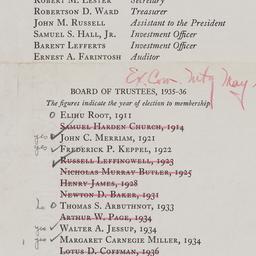 ROBERT M. LESTER Secretary
ROBERTSON D. WARD Treasurer
JOHN M. RUSSELL Assistant to the President
SAMUEL S. HALL, JR. Investment Officer
BARENT LEFFERTS Investment Officer
ERNEST A. FARINTOSH Auditor
Ex Com. Mtg May
BOARD OF TRUSTEES, 1935-36
The figures indicate the year of election to membership
O ELIHU ROOT, 1911
SAMUEL HARDEN CHURCH, 1914
yes ✓ JOHN C. MERRIAM, 1921
yes ✓ FREDERICK P. KEPPEL, 1922
RUSSELL LEFFINGWELL, 1923
NICHOLAS MURRAY BUTLER, 1925
HENRY JAMES, 1928
NEWTON D. BAKER, 1931
O THOMAS S. ARBUTHNOT, 1933
ARTHUR W. PAGE, 1934
yes ✓ WALTER A. JESSUP, 1934
yes ✓ MARGARET CARNEGIE MILLER, 1934
LOTUS D. COFFMAN, 1936